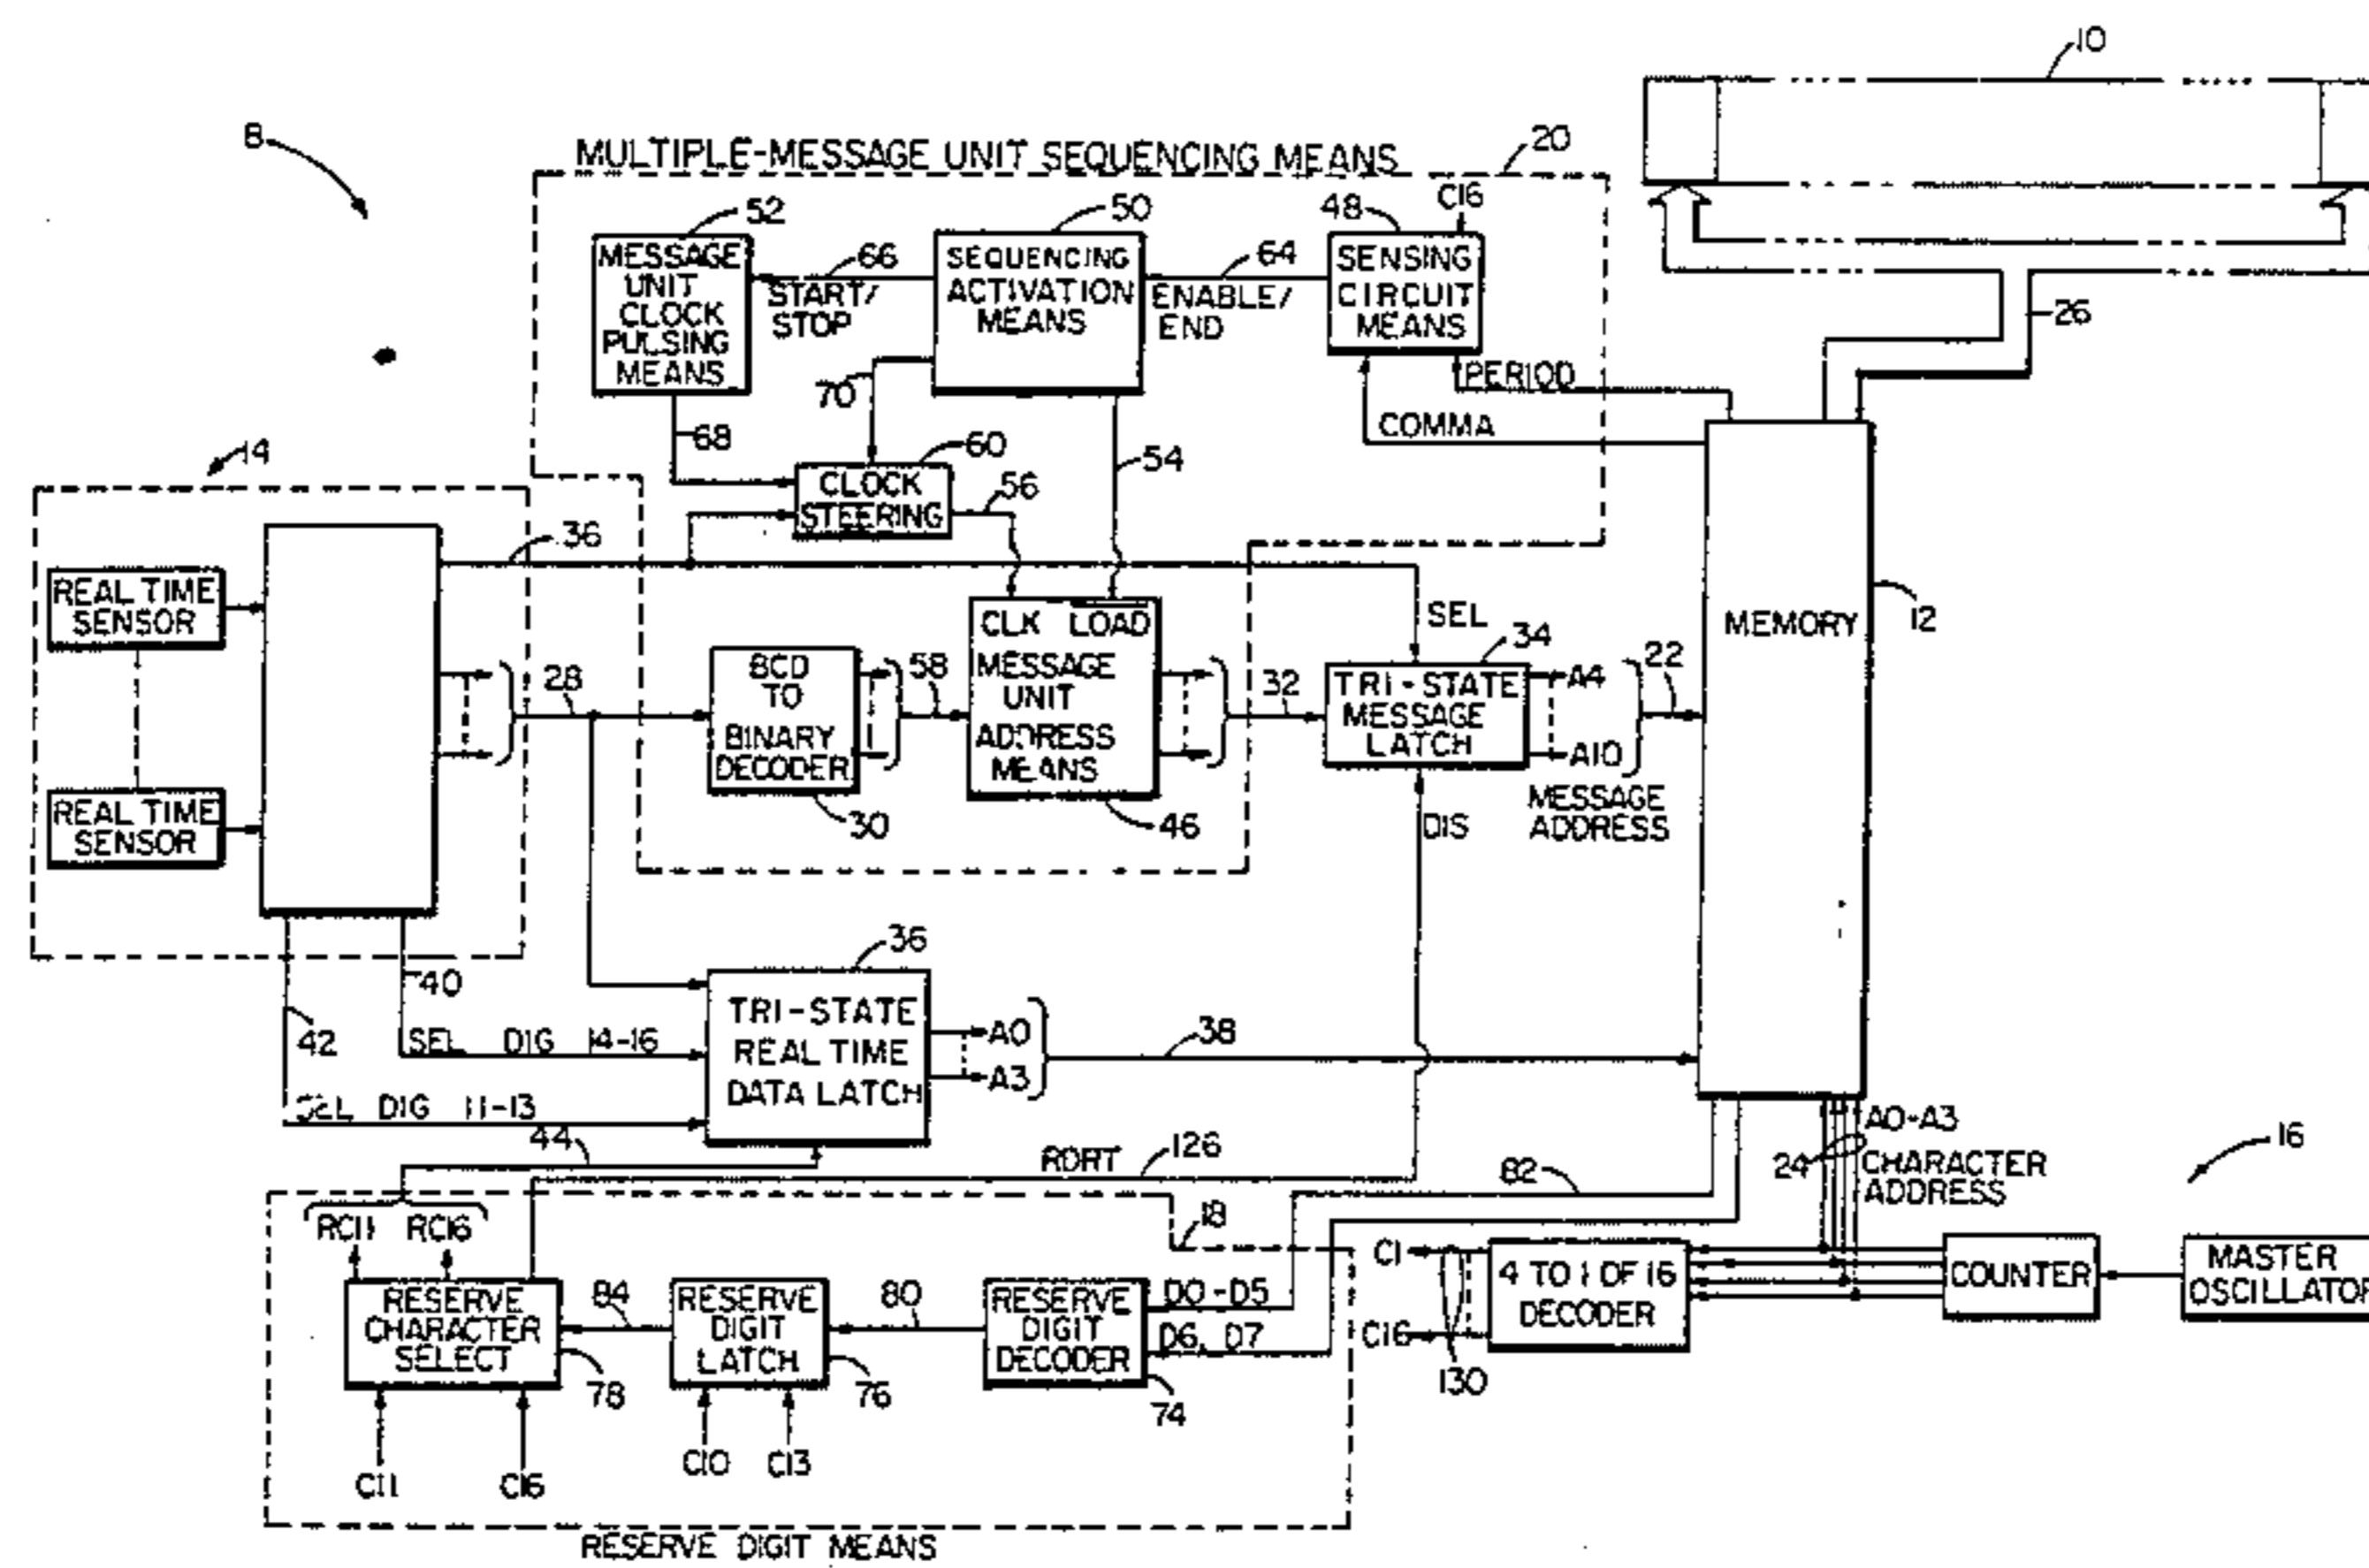 8
10
MULTIPLE-MESSAGE UNIT SEQUENCING MEANS
20
52
MESSAGE
UNIT
CLOCK
PULSING
MEANS
66
START/
STOP
50
SEQUENCING
ACTIVATION
MEANS
64
ENABLE/
END
48
C16
SENSING
CIRCUIT
MEANS
26
PERIOD
COMMA
70
68
60
CLOCK
STEERING
56
54
14
36
REAL TIME
SENSOR
REAL TIME
SENSOR
28
BCD
TO
BINARY
DECODER
30
58
CLK LOAD
MESSAGE
UNIT
ADDRESS
MEANS
46
32
SEL
34
TRI-STATE
MESSAGE
LATCH
A4
A10
22
MESSAGE
ADDRESS
DIS
MEMORY
12
40
42
SEL DIG 14-16
SEL DIG 11-13
36
TRI-STATE
REAL TIME
DATA LATCH
A0
A3
38
44
RDRT
126
82
24
A0-A3
CHARACTER
ADDRESS
16
18
RC11 RC16
RESERVE
CHARACTER
SELECT
78
C11 C16
84
RESERVE
DIGIT
LATCH
76
C10 C13
80
RESERVE
DIGIT
DECODER
74
D0-D5
D6, D7
C1
C16
130
4 TO 1 OF 16
DECODER
COUNTER
MASTER
OSCILLATOR
RESERVE DIGIT MEANS